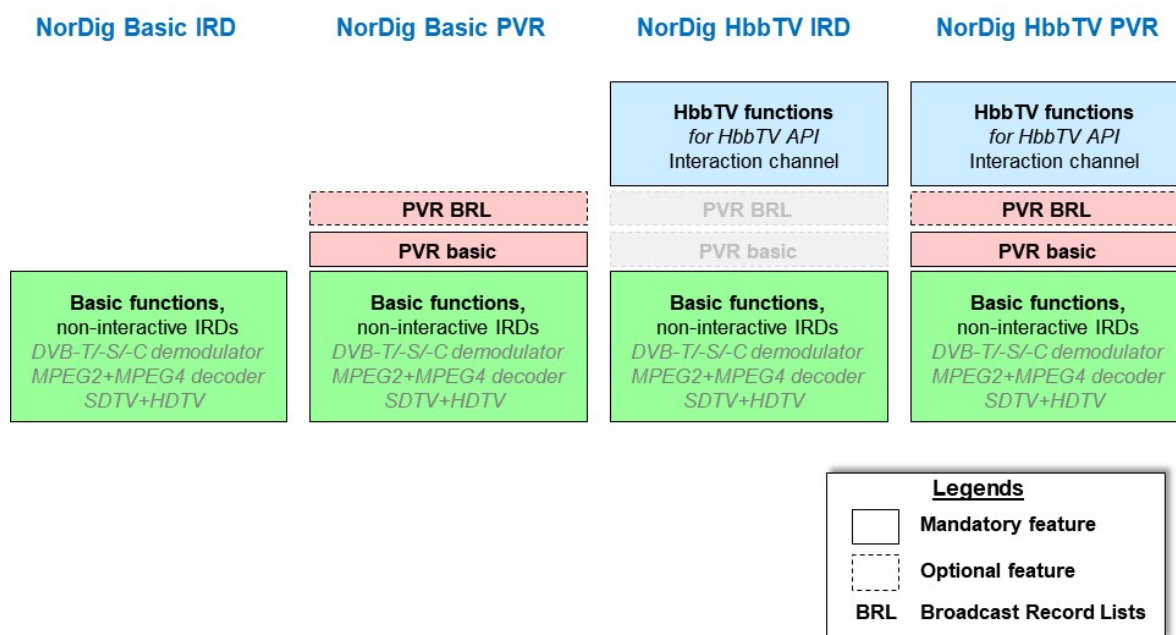 NorDig Basic IRD
NorDig Basic PVR
NorDig HbbTV IRD
NorDig HbbTV PVR
HbbTV functions
for HbbTV API
Interaction channel
HbbTV functions
for HbbTV API
Interaction channel
PVR BRL
PVR BRL
PVR BRL
PVR basic
PVR basic
PVR basic
Basic functions,
non-interactive IRDs
DVB-T/-S/-C demodulator
MPEG2+MPEG4 decoder
SDTV+HDTV
Basic functions,
non-interactive IRDs
DVB-T/-S/-C demodulator
MPEG2+MPEG4 decoder
SDTV+HDTV
Basic functions,
non-interactive IRDs
DVB-T/-S/-C demodulator
MPEG2+MPEG4 decoder
SDTV+HDTV
Basic functions,
non-interactive IRDs
DVB-T/-S/-C demodulator
MPEG2+MPEG4 decoder
SDTV+HDTV
Legends
Mandatory feature
Optional feature
BRL Broadcast Record Lists